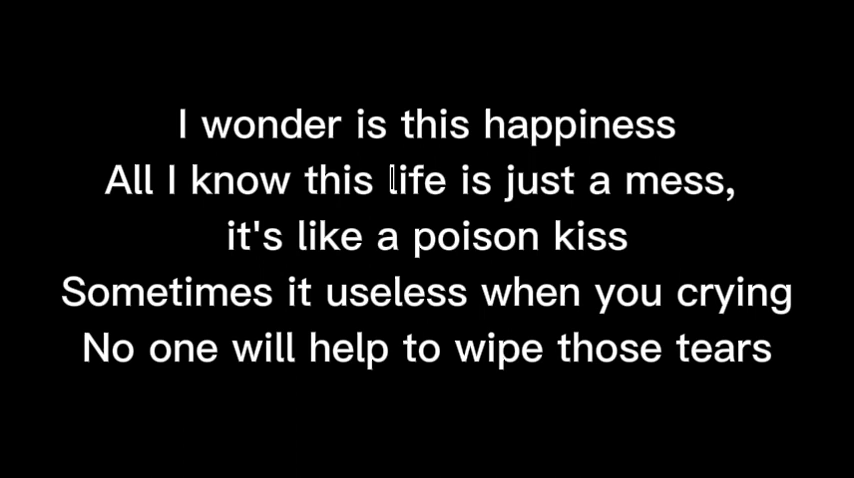 I wonder is this happiness
All I know this life is just a mess,
it's like a poison kiss
Sometimes it useless when you crying
No one will help to wipe those tears